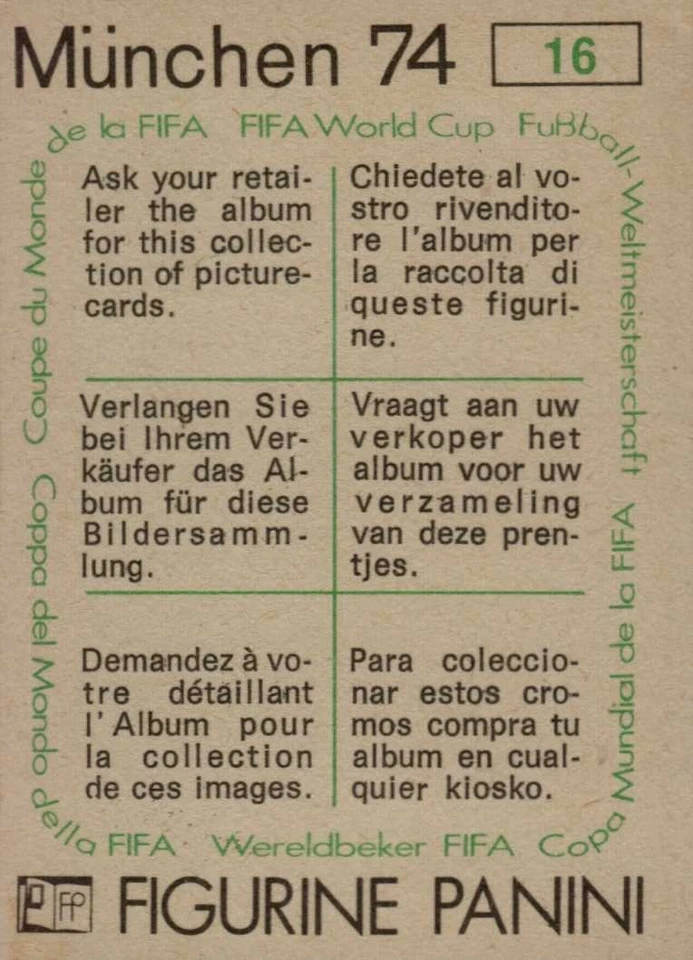 München 74
16
Coupe du Monde de la FIFA
FIFA World Cup
Fußball-Weltmeisterschaft
Ask your retai-
ler the album
for this collec-
tion of picture-
cards.
Chiedete al vo-
stro rivendito-
re l'album per
la raccolta di
queste figuri-
ne.
Verlangen Sie
bei Ihrem Ver-
käufer das Al-
bum für diese
Bildersamm-
lung.
Vraagt aan uw
verkoper het
album voor uw
verzameling
van deze pren-
tjes.
Demandez à vo-
tre détaillant
l'Album pour
la collection
de ces images.
Para coleccio-
nar estos cro-
mos compra tu
album en cual-
quier kiosko.
Coppa del Mondo della FIFA
Wereldbeker FIFA
Copa Mundial de la FIFA
FP
FIGURINE PANINI